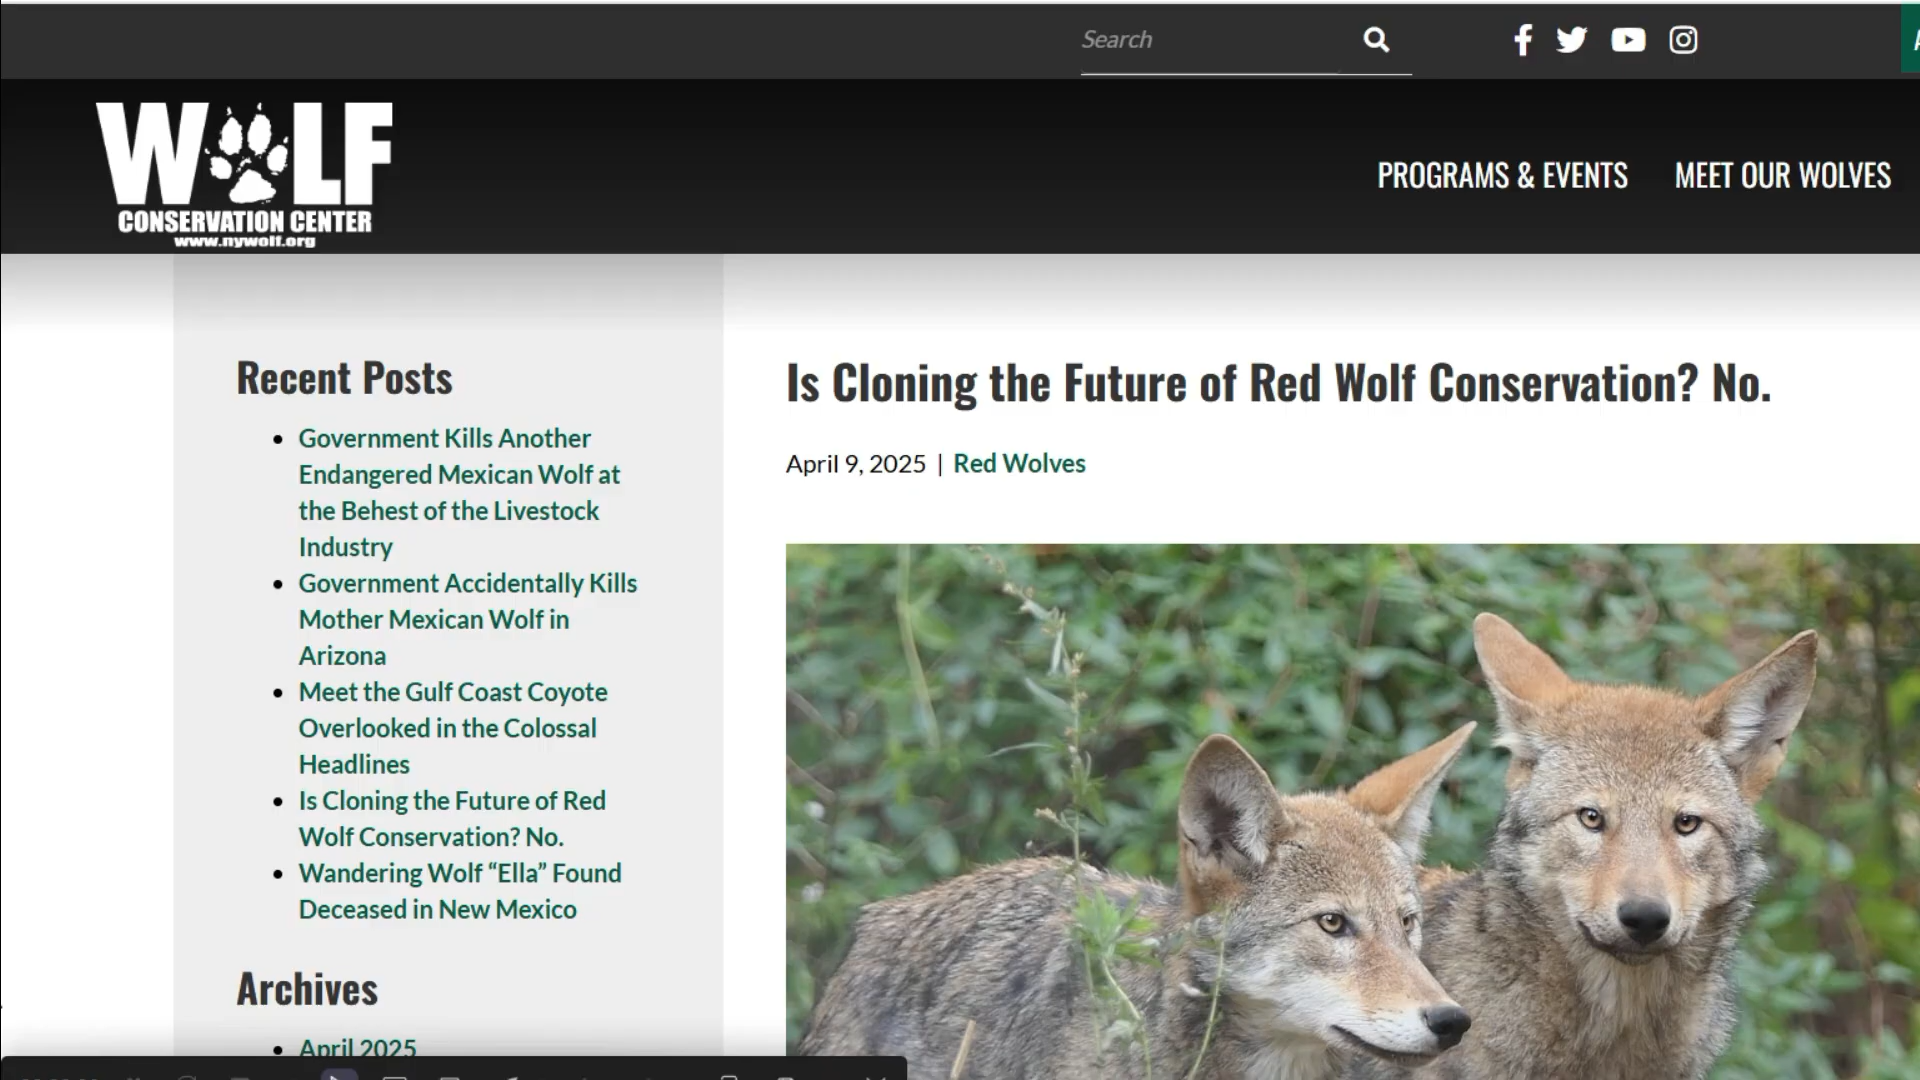 Search
WOLF
CONSERVATION CENTER
www.nywolf.org
PROGRAMS & EVENTS
MEET OUR WOLVES
Recent Posts
Government Kills Another
Endangered Mexican Wolf at
the Behest of the Livestock
Industry
Government Accidentally Kills
Mother Mexican Wolf in
Arizona
Meet the Gulf Coast Coyote
Overlooked in the Colossal
Headlines
Is Cloning the Future of Red
Wolf Conservation? No.
Wandering Wolf “Ella” Found
Deceased in New Mexico
Archives
April 2025
Is Cloning the Future of Red Wolf Conservation? No.
April 9, 2025 | Red Wolves